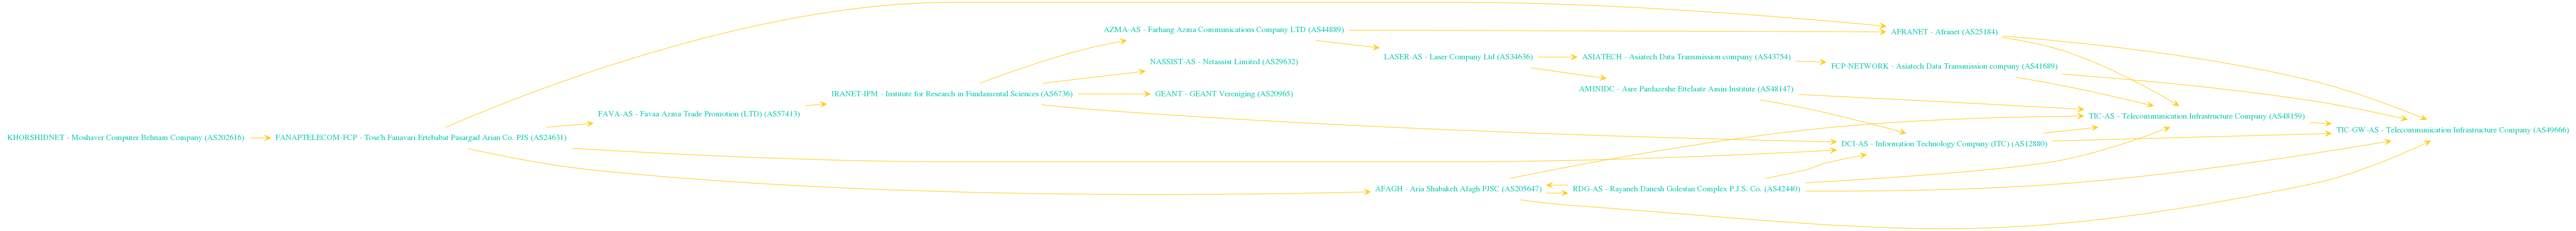 AZMA-AS - Farhang Azma Communications Company LTD (AS44889)
AFRANET - Afranet (AS25184)
NASSIST-AS - Netassist Limited (AS29632)
LASER-AS - Laser Company Ltd (AS34636)
ASIATECH - Asiatech Data Transmission company (AS43754)
FCP-NETWORK - Asiatech Data Transmission company (AS41689)
IRANET-IPM - Institute for Research in Fundamental Sciences (AS6736)
GEANT - GEANT Vereniging (AS20965)
AMINIDC - Asre Pardazeshe Ettelaate Amin Institute (AS48147)
FAVA-AS - Favaa Azma Trade Promotion (LTD) (AS57413)
TIC-AS - Telecommunication Infrastructure Company (AS48159)
TIC-GW-AS - Telecommunication Infrastructure Company (AS49666)
KHORSHIDNET - Moshaver Computer Behnam Company (AS202616)
FANAPTELECOM-FCP - Tose'h Fanavari Ertebabat Pasargad Arian Co. PJS (AS24631)
DCI-AS - Information Technology Company (ITC) (AS12880)
AFAGH - Aria Shabakeh Afagh PJSC (AS205647)
RDG-AS - Rayaneh Danesh Golestan Complex P.J.S. Co. (AS42440)